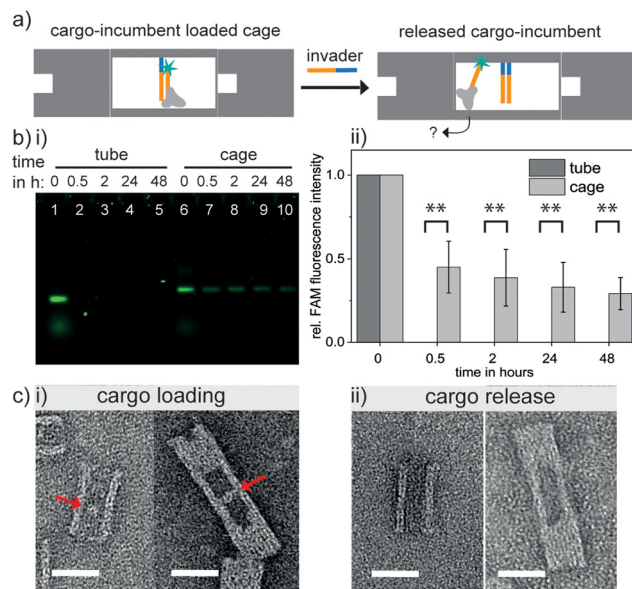 a)
cargo-incumbent loaded cage
released cargo-incumbent
invader
?
b) i)
time
tube
cage
in h: 0 0.5 2 24 48 0 0.5 2 24 48
1 2 3 4 5 6 7 8 9 10
ii)
rel. FAM fluorescence intensity
1.0
0.5
0.0
tube
cage
** ** ** **
0 0.5 2 24 48
time in hours
c) i) cargo loading
ii) cargo release